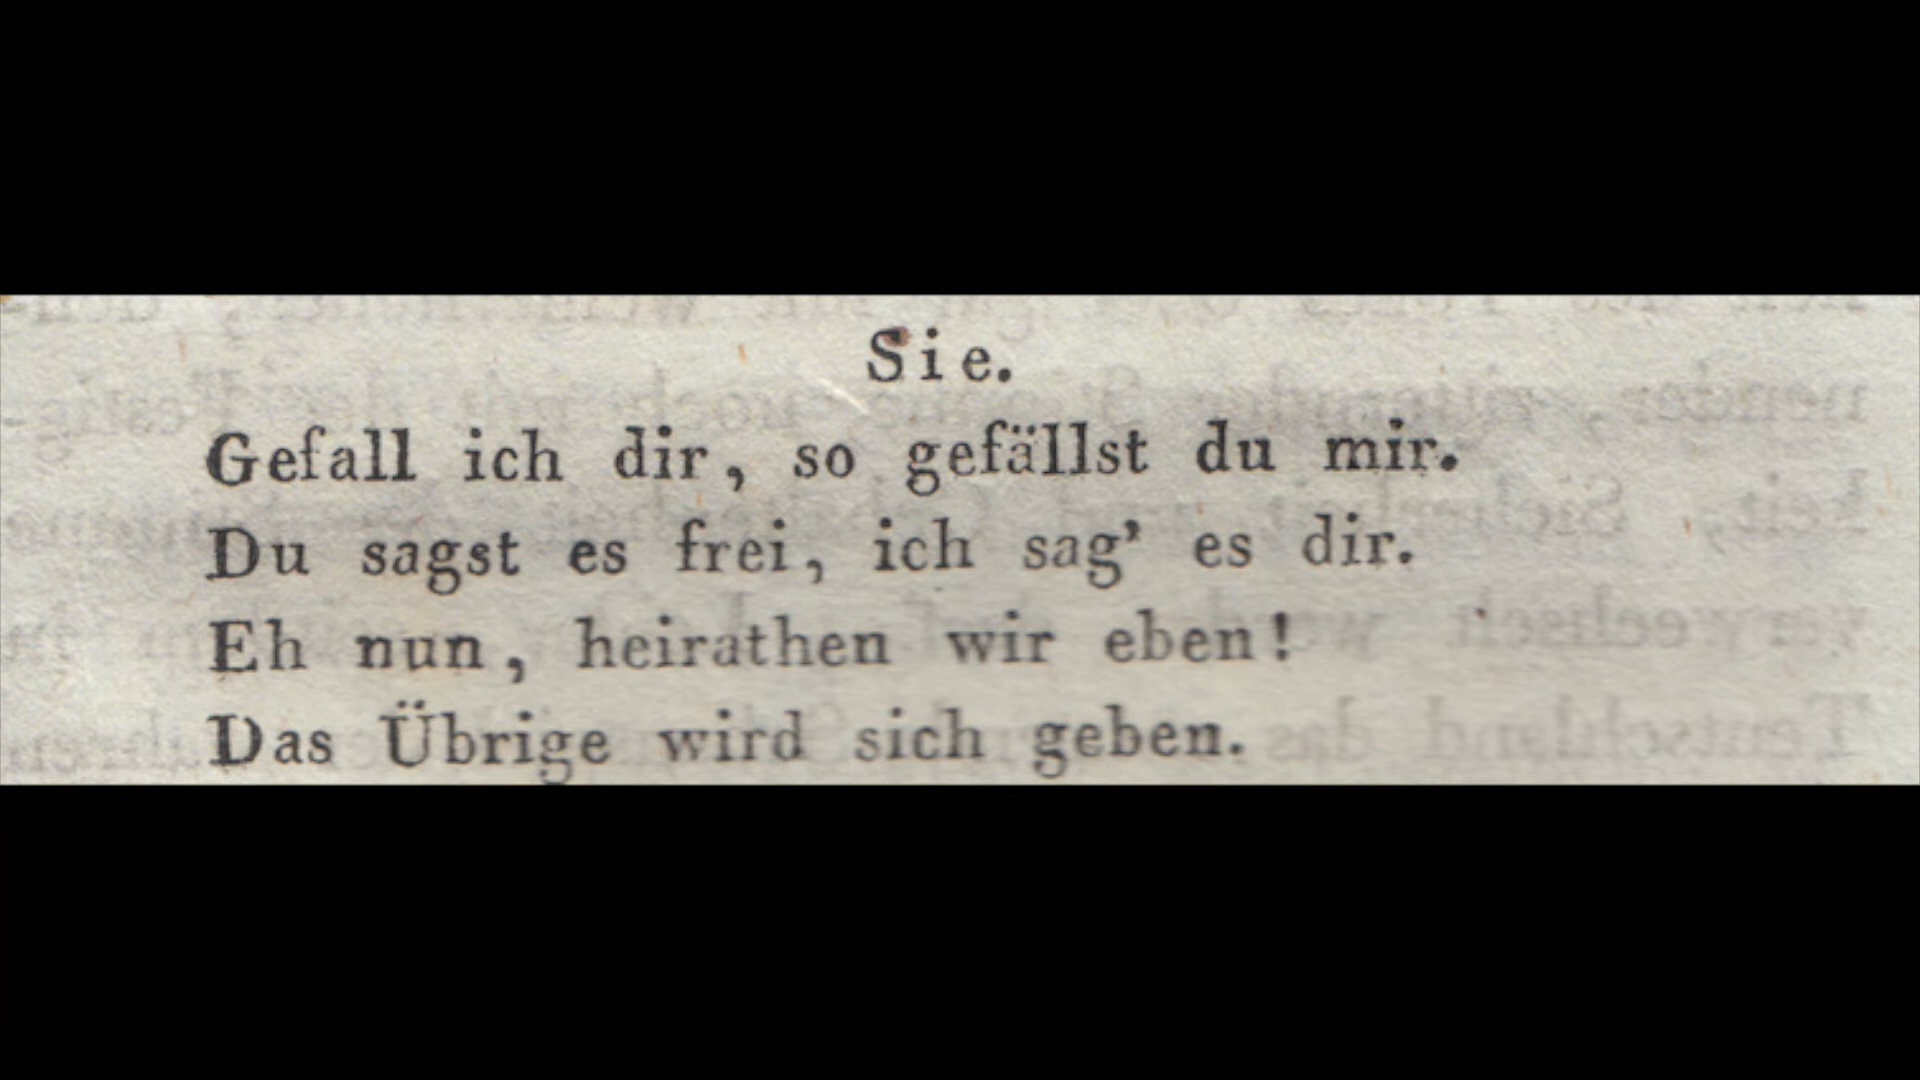 Sie.
Gefall ich dir, so gefällst du mir.
Du sagst es frei, ich sag’ es dir.
Eh nun, heirathen wir eben!
Das Übrige wird sich geben.